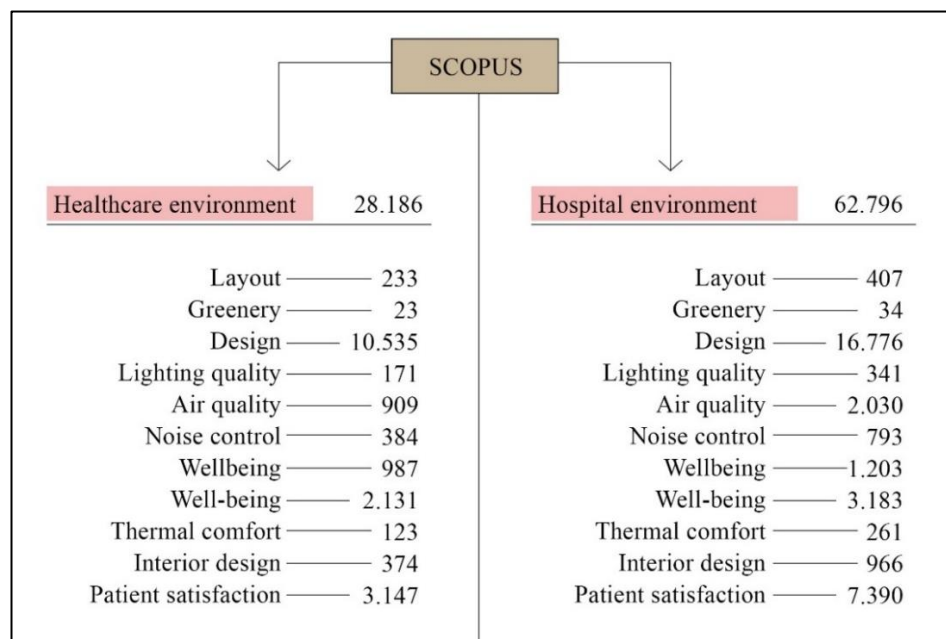 SCOPUS
Healthcare environment 28.186
Layout 233
Greenery 23
Design 10.535
Lighting quality 171
Air quality 909
Noise control 384
Wellbeing 987
Well-being 2.131
Thermal comfort 123
Interior design 374
Patient satisfaction 3.147
Hospital environment 62.796
Layout 407
Greenery 34
Design 16.776
Lighting quality 341
Air quality 2.030
Noise control 793
Wellbeing 1.203
Well-being 3.183
Thermal comfort 261
Interior design 966
Patient satisfaction 7.390